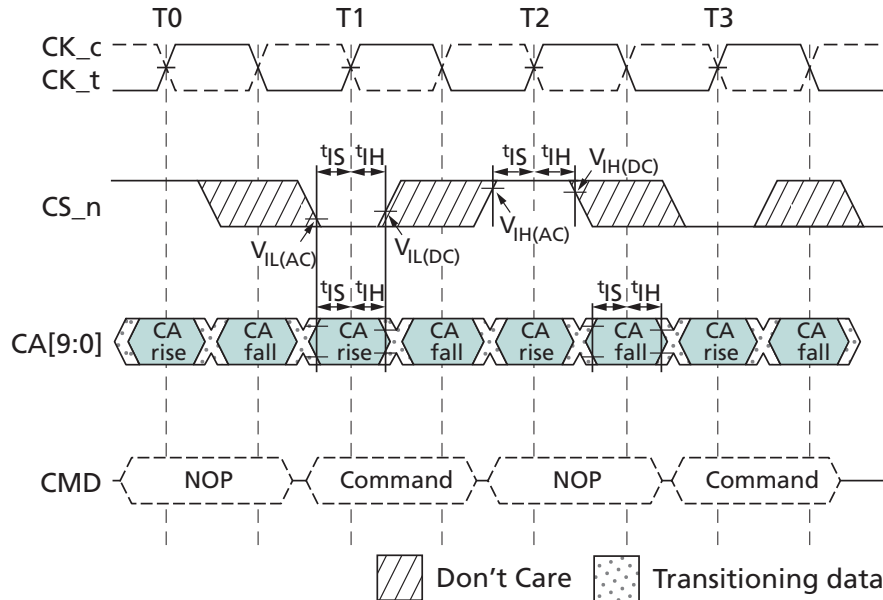 T0 T1 T2 T3
CK_c
CK_t
tIS tIH tIS tIH VIH(DC)
CS_n
VIL(AC) VIL(DC) VIH(AC)
tIS tIH tIS tIH
CA[9:0] CA rise CA fall CA rise CA fall CA rise CA fall CA rise CA fall
CMD NOP Command NOP Command
Don't Care Transitioning data